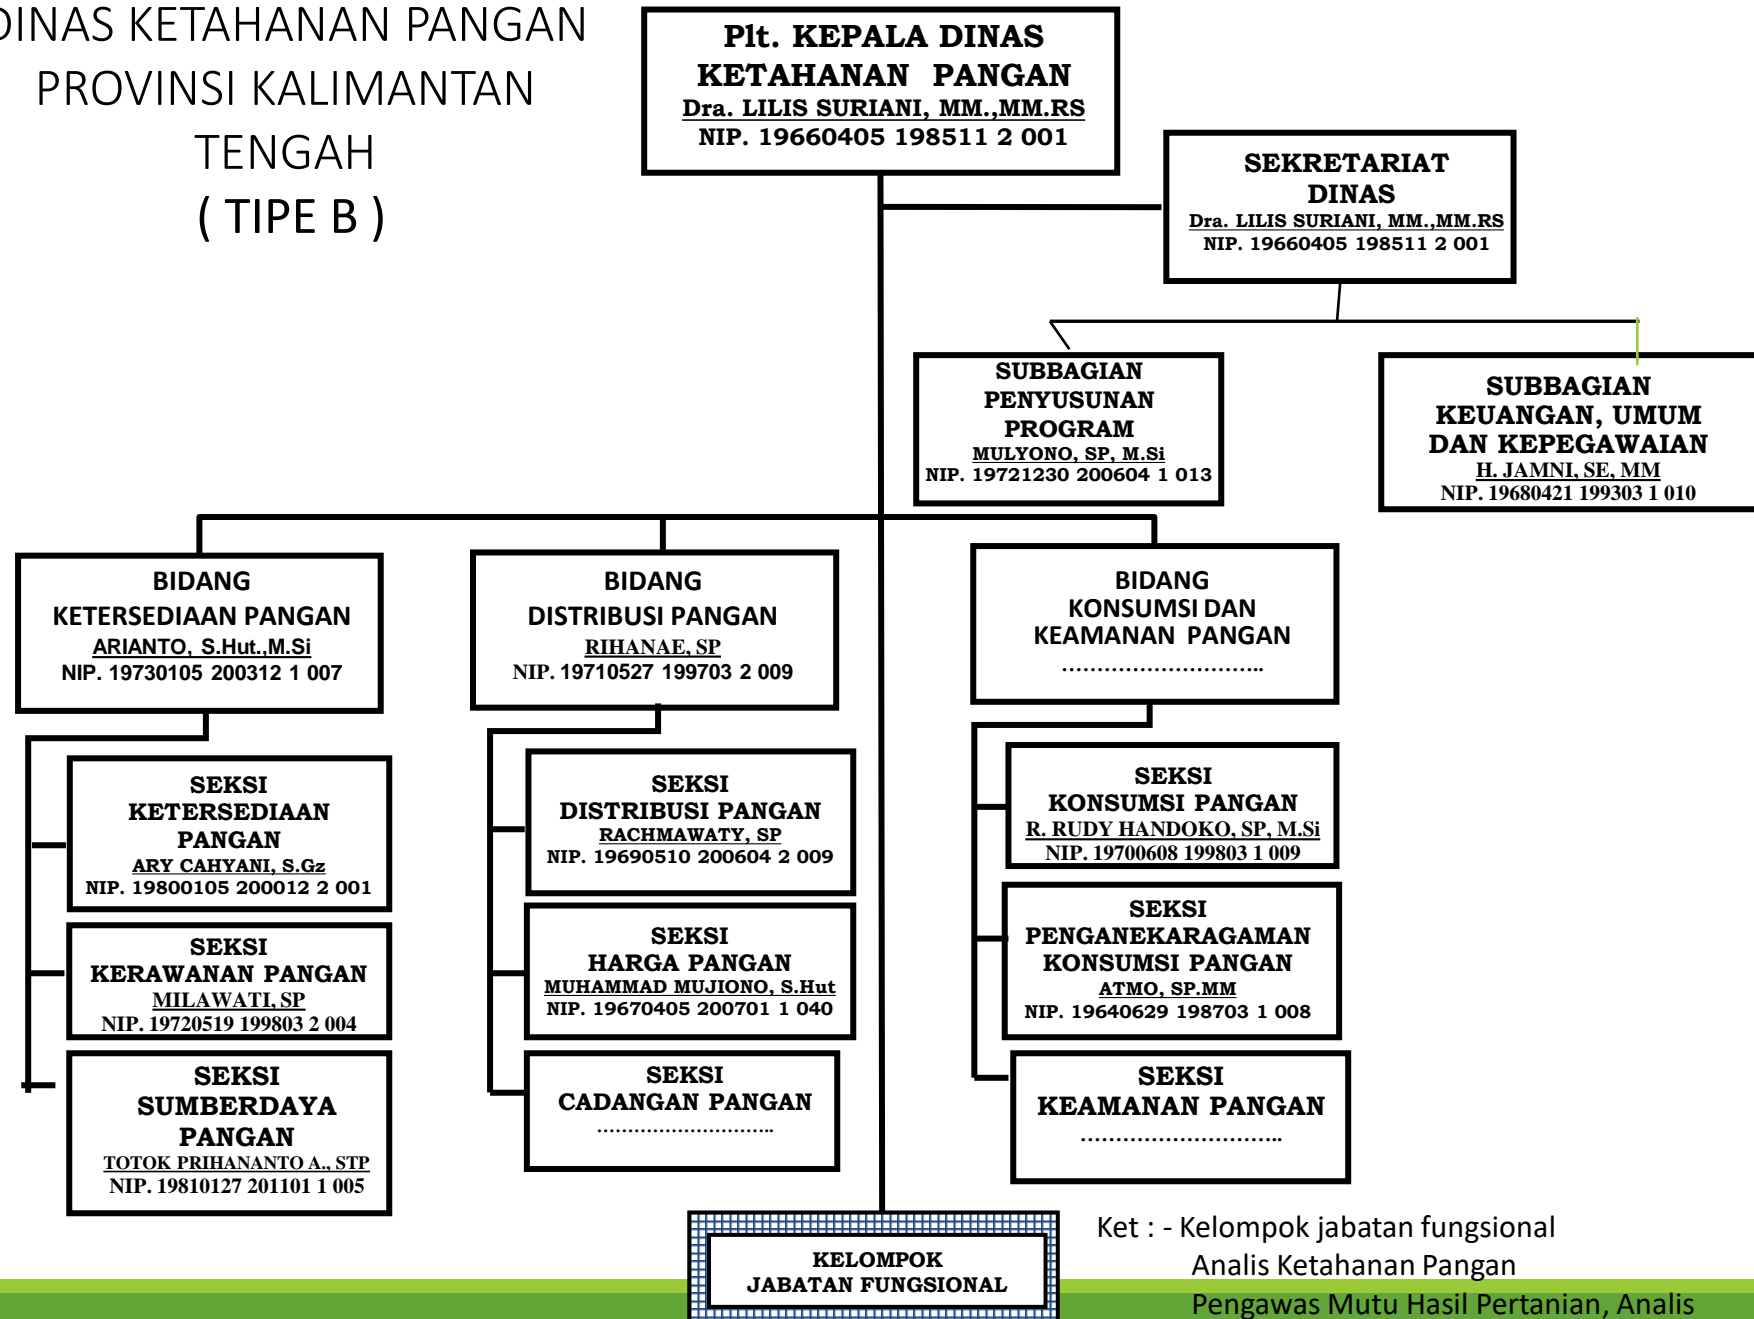 DINAS KETAHANAN PANGAN
PROVINSI KALIMANTAN
TENGAH
( TIPE B )
Plt. KEPALA DINAS
KETAHANAN PANGAN
Dra. LILIS SURIANI, MM.,MM.RS
NIP. 19660405 198511 2 001
SEKRETARIAT
DINAS
Dra. LILIS SURIANI, MM.,MM.RS
NIP. 19660405 198511 2 001
SUBBAGIAN
PENYUSUNAN
PROGRAM
MULYONO, SP, M.Si
NIP. 19721230 200604 1 013
SUBBAGIAN
KEUANGAN, UMUM
DAN KEPEGAWAIAN
H. JAMNI, SE, MM
NIP. 19680421 199303 1 010
BIDANG
KETERSEDIAAN PANGAN
ARIANTO, S.Hut.,M.Si
NIP. 19730105 200312 1 007
BIDANG
DISTRIBUSI PANGAN
RIHANAE, SP
NIP. 19710527 199703 2 009
BIDANG
KONSUMSI DAN
KEAMANAN PANGAN
............................
SEKSI
KETERSEDIAAN
PANGAN
ARY CAHYANI, S.Gz
NIP. 19800105 200012 2 001
SEKSI
KERAWANAN PANGAN
MILAWATI, SP
NIP. 19720519 199803 2 004
SEKSI
SUMBERDAYA
PANGAN
TOTOK PRIHANANTO A., STP
NIP. 19810127 201101 1 005
SEKSI
DISTRIBUSI PANGAN
RACHMAWATY, SP
NIP. 19690510 200604 2 009
SEKSI
HARGA PANGAN
MUHAMMAD MUJIONO, S.Hut
NIP. 19670405 200701 1 040
SEKSI
CADANGAN PANGAN
............................
SEKSI
KONSUMSI PANGAN
R. RUDY HANDOKO, SP, M.Si
NIP. 19700608 199803 1 009
SEKSI
PENGANEKARAGAMAN
KONSUMSI PANGAN
ATMO, SP.MM
NIP. 19640629 198703 1 008
SEKSI
KEAMANAN PANGAN
............................
KELOMPOK
JABATAN FUNGSIONAL
Ket : - Kelompok jabatan fungsional
Analis Ketahanan Pangan
Pengawas Mutu Hasil Pertanian, Analis